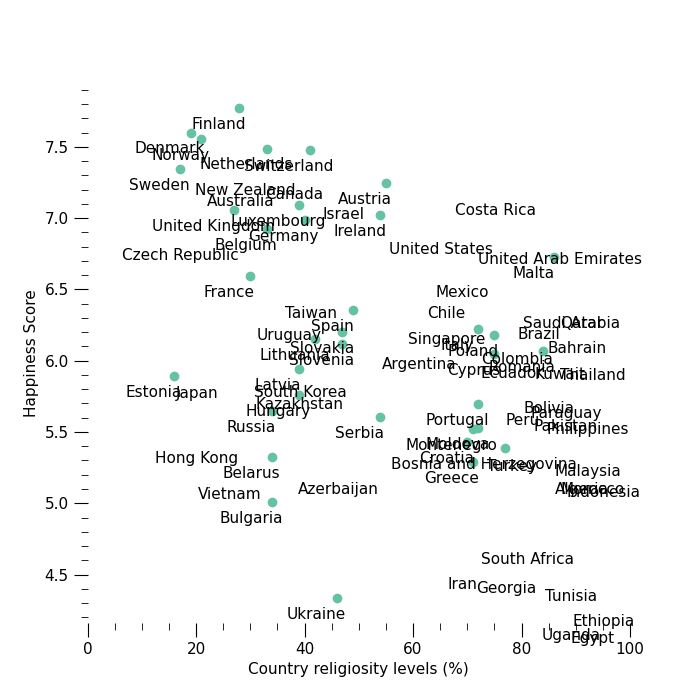 Finland
Denmark
Norway
Netherlands
Switzerland
Sweden
New Zealand
Canada
Australia
Austria
Israel
Costa Rica
Luxembourg
United Kingdom
Ireland
Germany
Belgium
United States
Czech Republic
United Arab Emirates
Malta
France
Mexico
Taiwan
Chile
Spain
Saudi Arabia
Qatar
Uruguay
Brazil
Singapore
Italy
Slovakia
Bahrain
Poland
Lithuania
Slovenia
Colombia
Argentina
Romania
Cyprus
Ecuador
Kuwait
Thailand
Latvia
Estonia
Japan
South Korea
Kazakhstan
Bolivia
Hungary
Paraguay
Portugal
Peru
Pakistan
Russia
Philippines
Serbia
Moldova
Montenegro
Croatia
Hong Kong
Bosnia and Herzegovina
Turkey
Belarus
Malaysia
Greece
Azerbaijan
Algeria
Morocco
Indonesia
Vietnam
Bulgaria
South Africa
Iran
Georgia
Tunisia
Ukraine
Ethiopia
Uganda
Egypt
7.5
7.0
6.5
6.0
5.5
5.0
4.5
0
20
40
60
80
100
Happiness Score
Country religiosity levels (%)